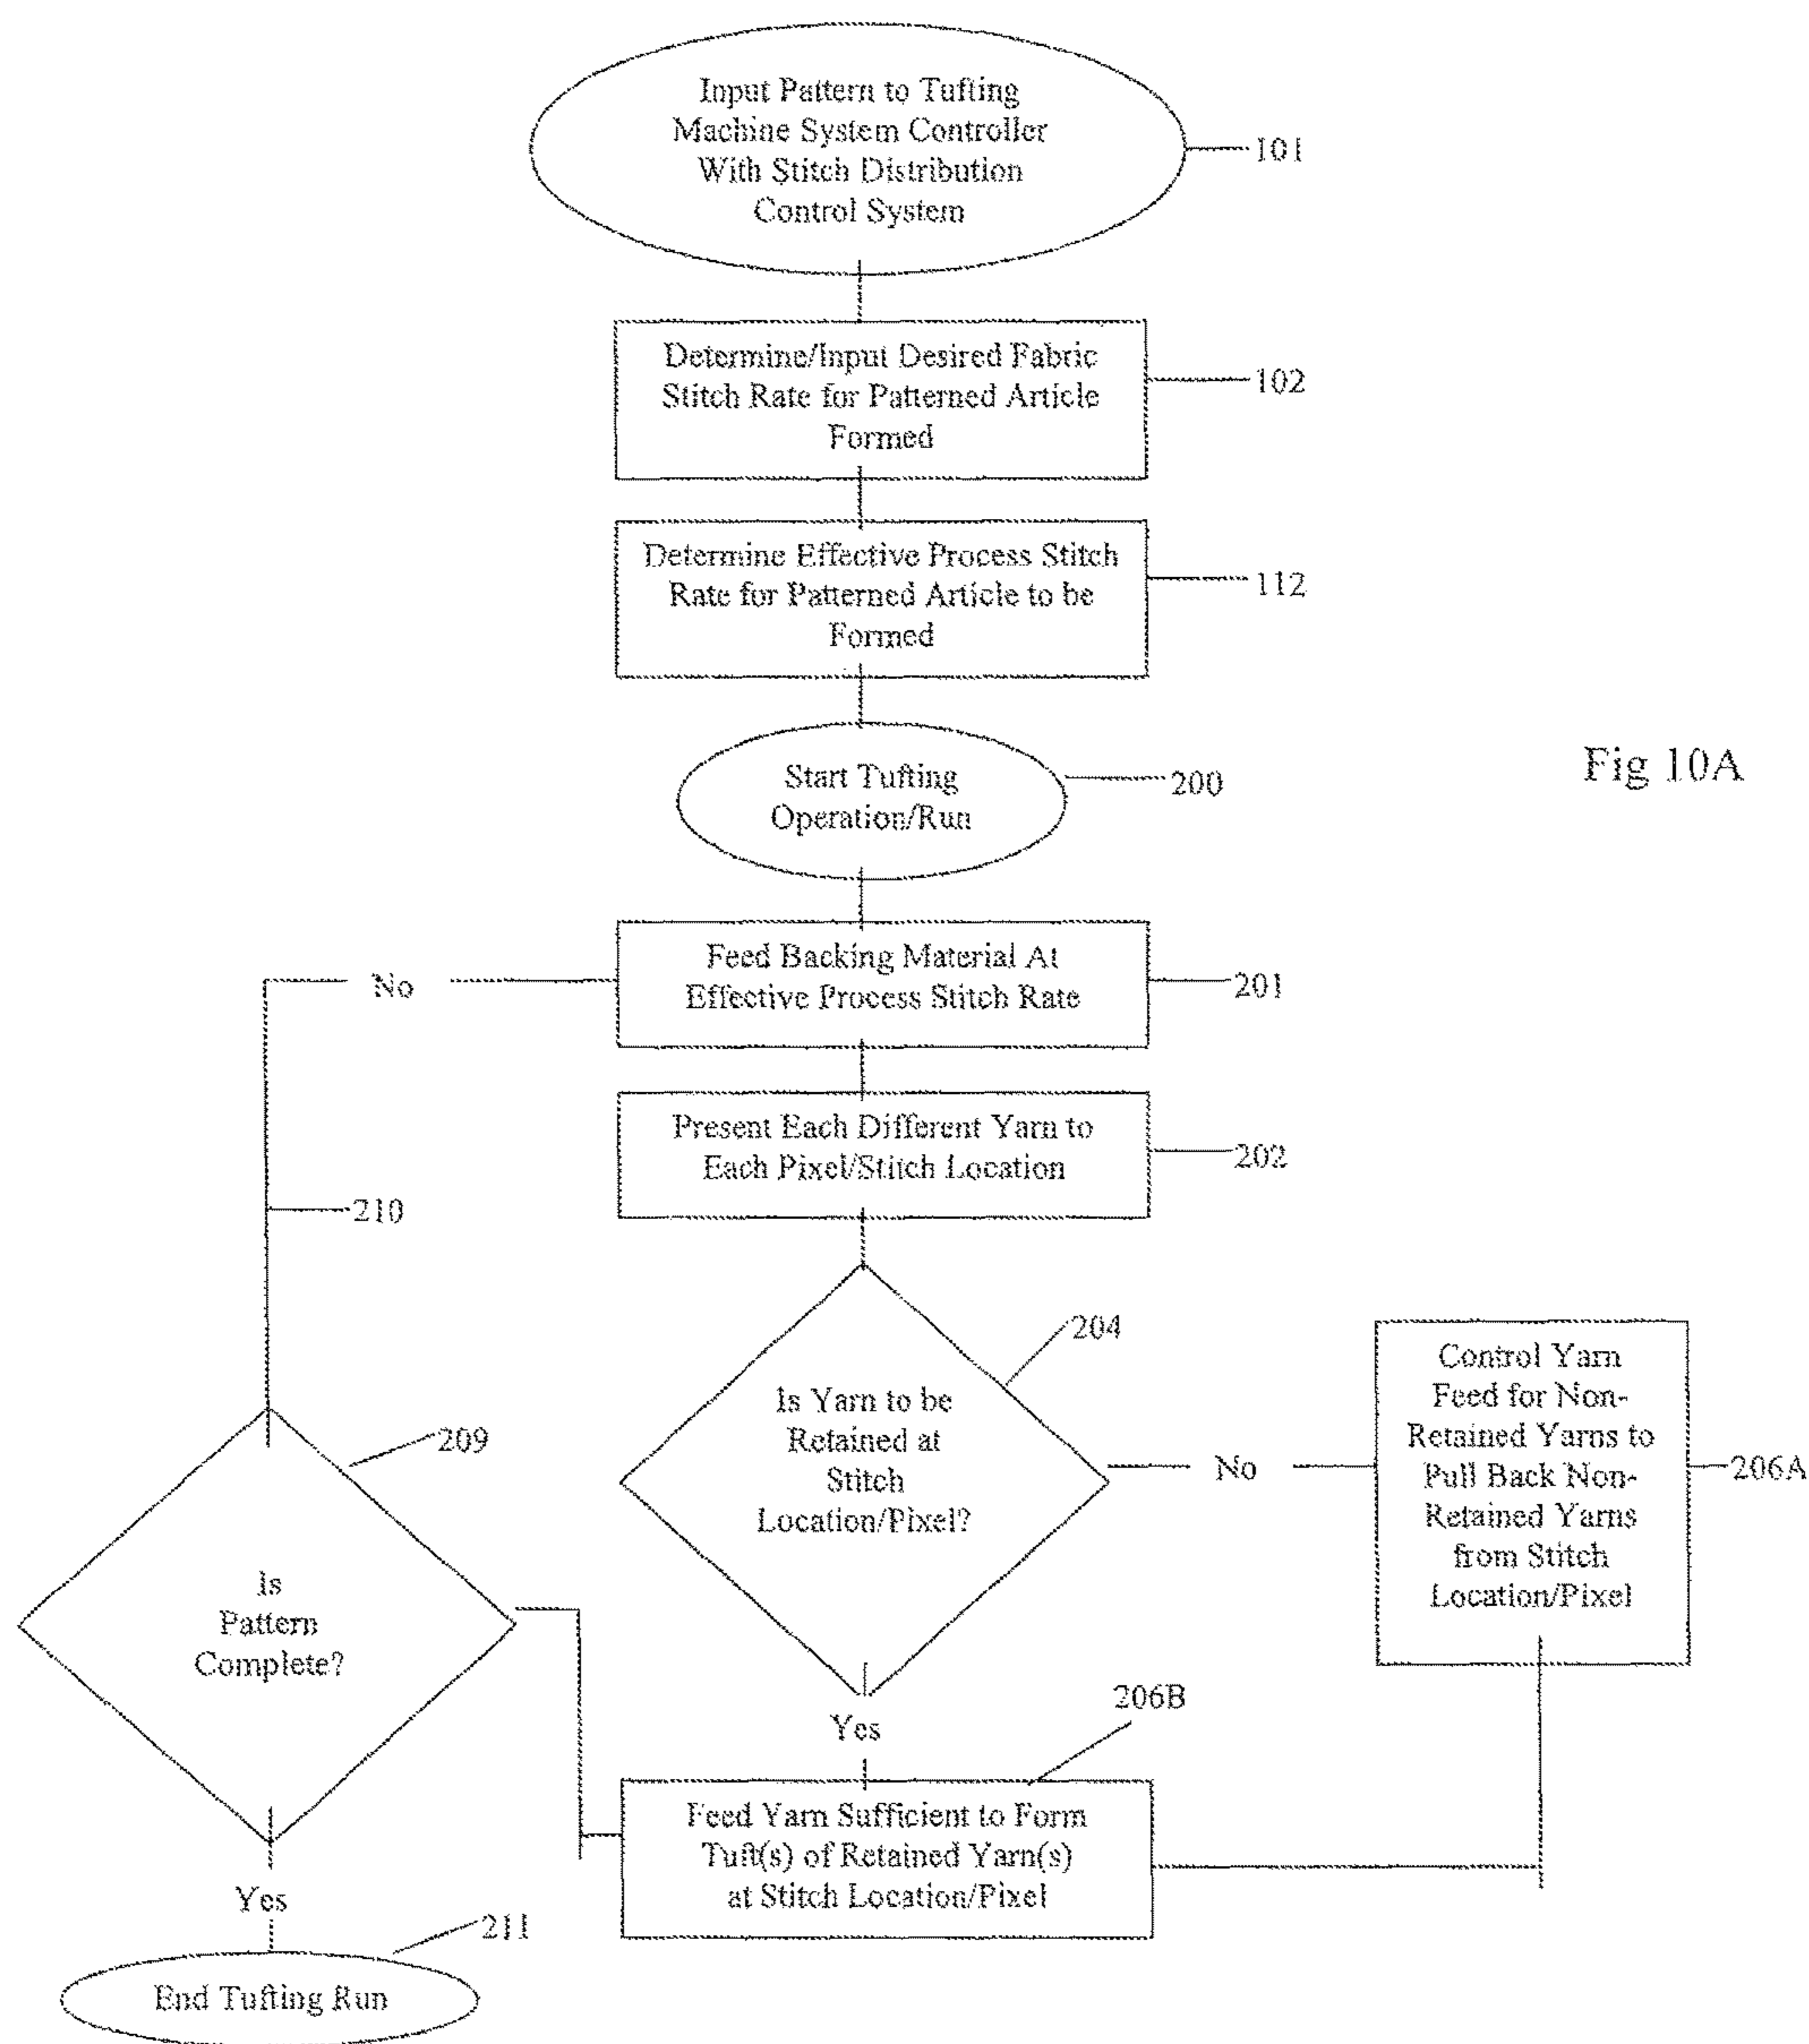 Input Pattern to Tufting
Machine System Controller
With Stitch Distribution
Control System
101
Determine/Input Desired Fabric
Stitch Rate for Patterned Article
Formed
102
Determine Effective Process Stitch
Rate for Patterned Article to be
Formed
112
Start Tufting
Operation/Run
200
Fig 10A
Feed Backing Material At
Effective Process Stitch Rate
201
No
Present Each Different Yarn to
Each Pixel/Stitch Location
202
210
Is Yarn to be
Retained at
Stitch
Location/Pixel?
204
No
Control Yarn
Feed for Non-
Retained Yarns to
Pull Back Non-
Retained Yarns
from Stitch
Location/Pixel
206A
Is
Pattern
Complete?
209
Yes
206B
Feed Yarn Sufficient to Form
Tuft(s) of Retained Yarn(s)
at Stitch Location/Pixel
Yes
211
End Tufting Run